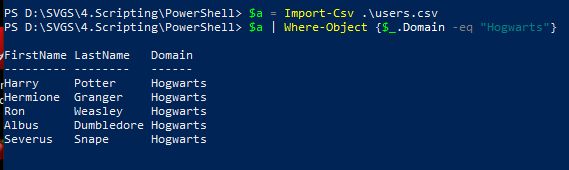 PS D:\SVGS\4.Scripting\PowerShell> $a = Import-Csv .\users.csv
PS D:\SVGS\4.Scripting\PowerShell> $a | Where-Object {$_.Domain -eq "Hogwarts"}
FirstName LastName   Domain
--------- --------   ------
Harry     Potter     Hogwarts
Hermione  Granger    Hogwarts
Ron       Weasley    Hogwarts
Albus     Dumbledore Hogwarts
Severus   Snape      Hogwarts